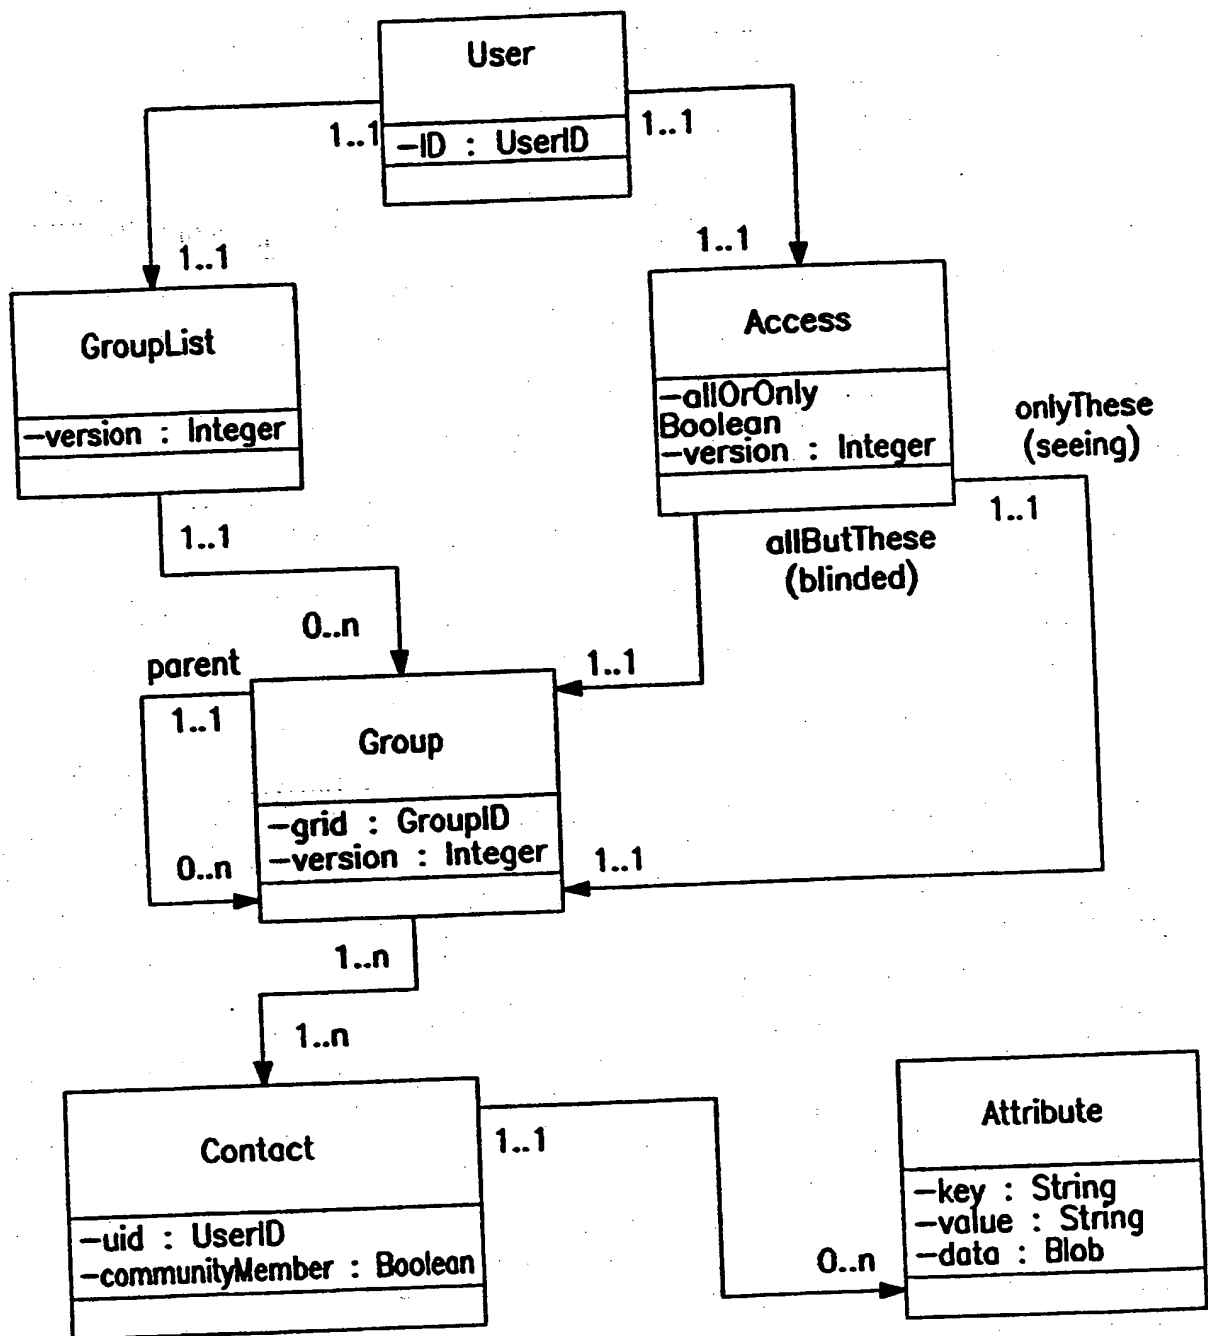 User
1..1
-ID : UserID
1..1
1..1
1..1
GroupList
-version : Integer
Access
-allOrOnly
Boolean
-version : Integer
onlyThese
(seeing)
1..1
1..1
allButThese
(blinded)
0..n
1..1
parent
1..1
Group
-grid : GroupID
-version : Integer
0..n
1..1
1..n
1..n
Contact
-uid : UserID
-communityMember : Boolean
1..1
Attribute
-key : String
-value : String
-data : Blob
0..n